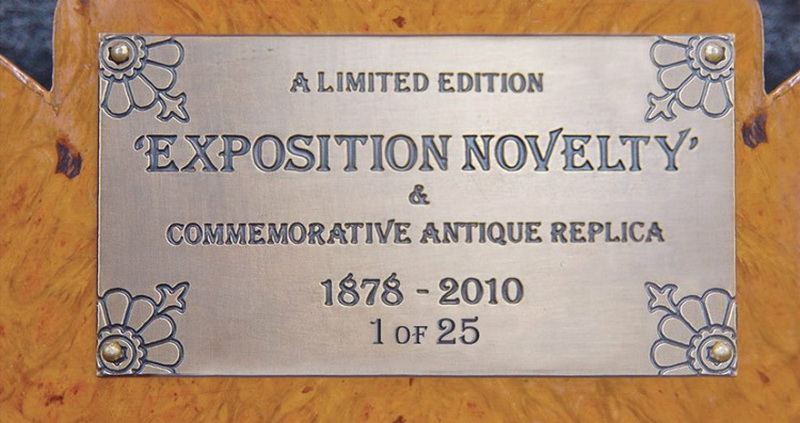 A LIMITED EDITION
'EXPOSITION NOVELTY'
&
COMMEMORATIVE ANTIQUE REPLICA
1878 - 2010
1 OF 25